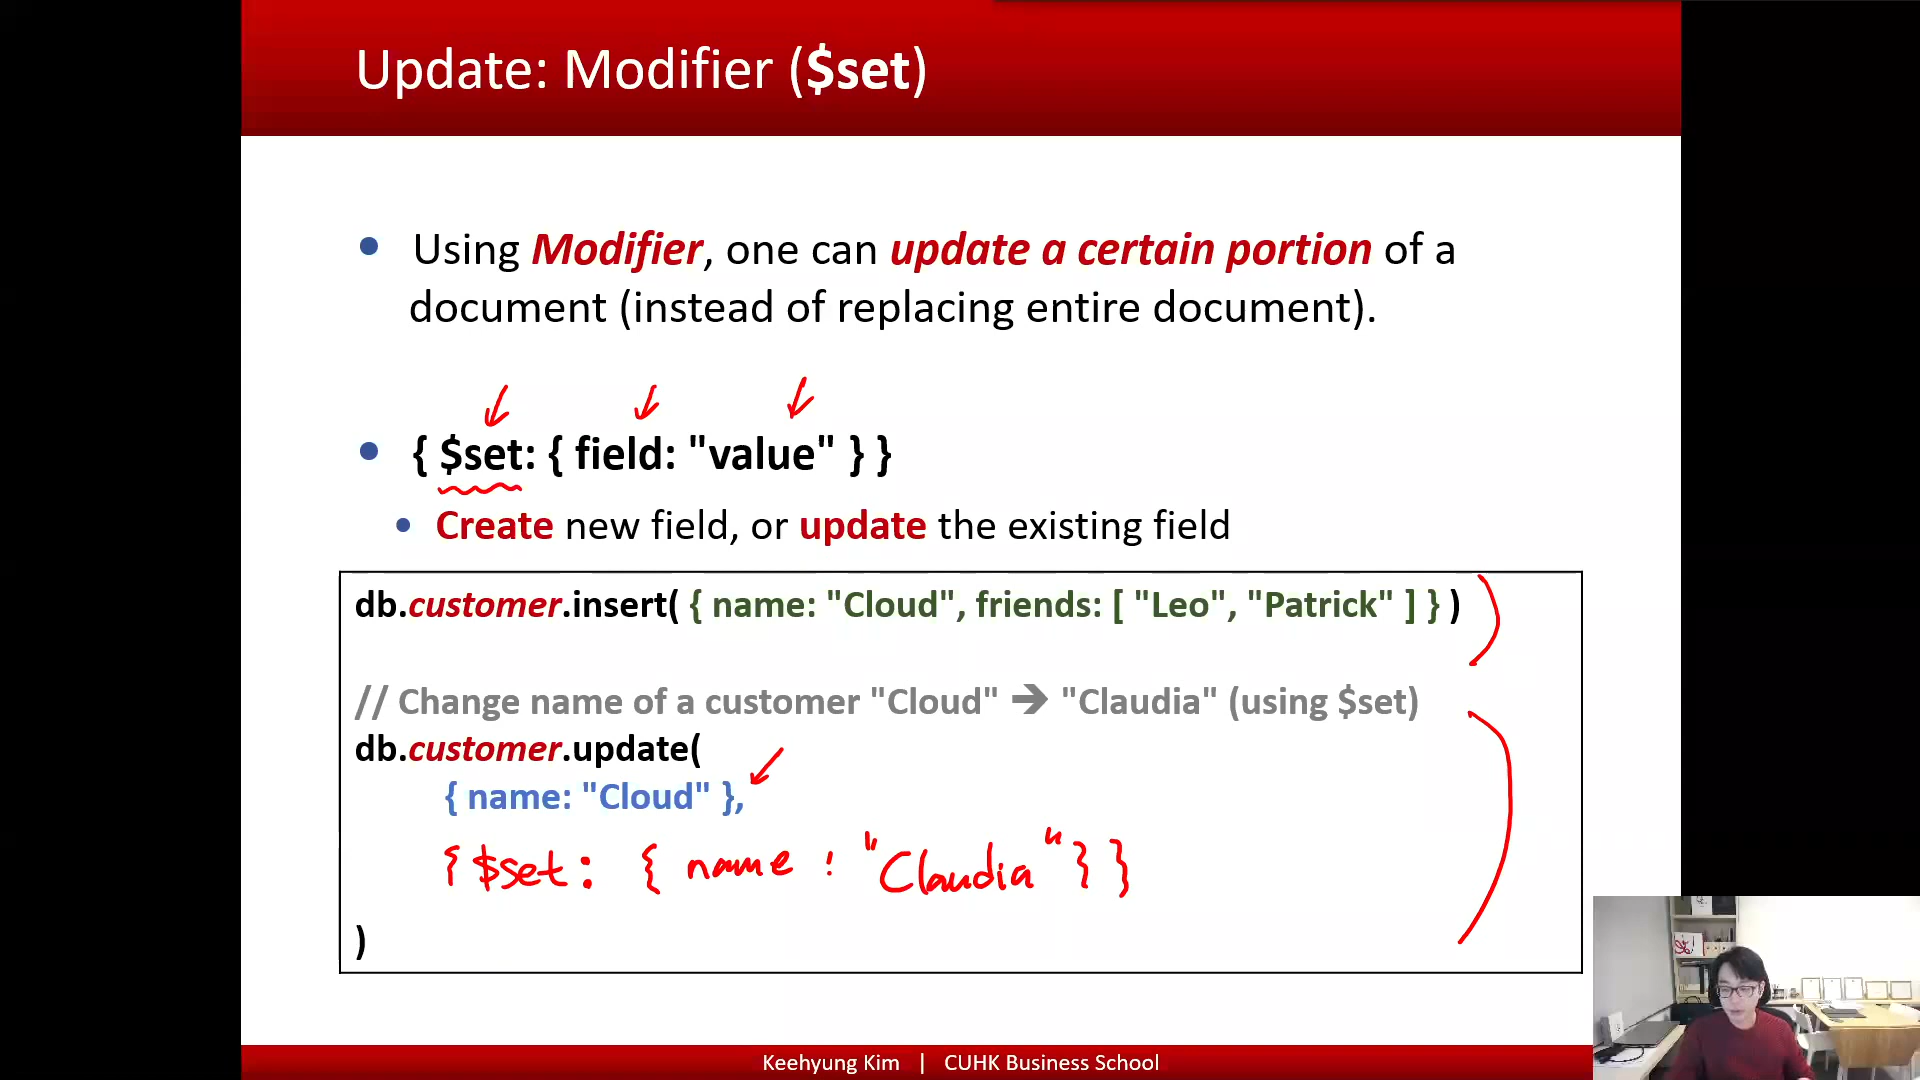 Update: Modifier ($set)
• Using Modifier, one can update a certain portion of a
document (instead of replacing entire document).
• { $set: { field: "value" } }
• Create new field, or update the existing field
db.customer.insert( { name: "Cloud", friends: [ "Leo", "Patrick" ] } )
// Change name of a customer "Cloud" ➔ "Claudia" (using $set)
db.customer.update(
{ name: "Cloud" },
{ $set: { name : "Claudia" } }
)
Keehyung Kim | CUHK Business School